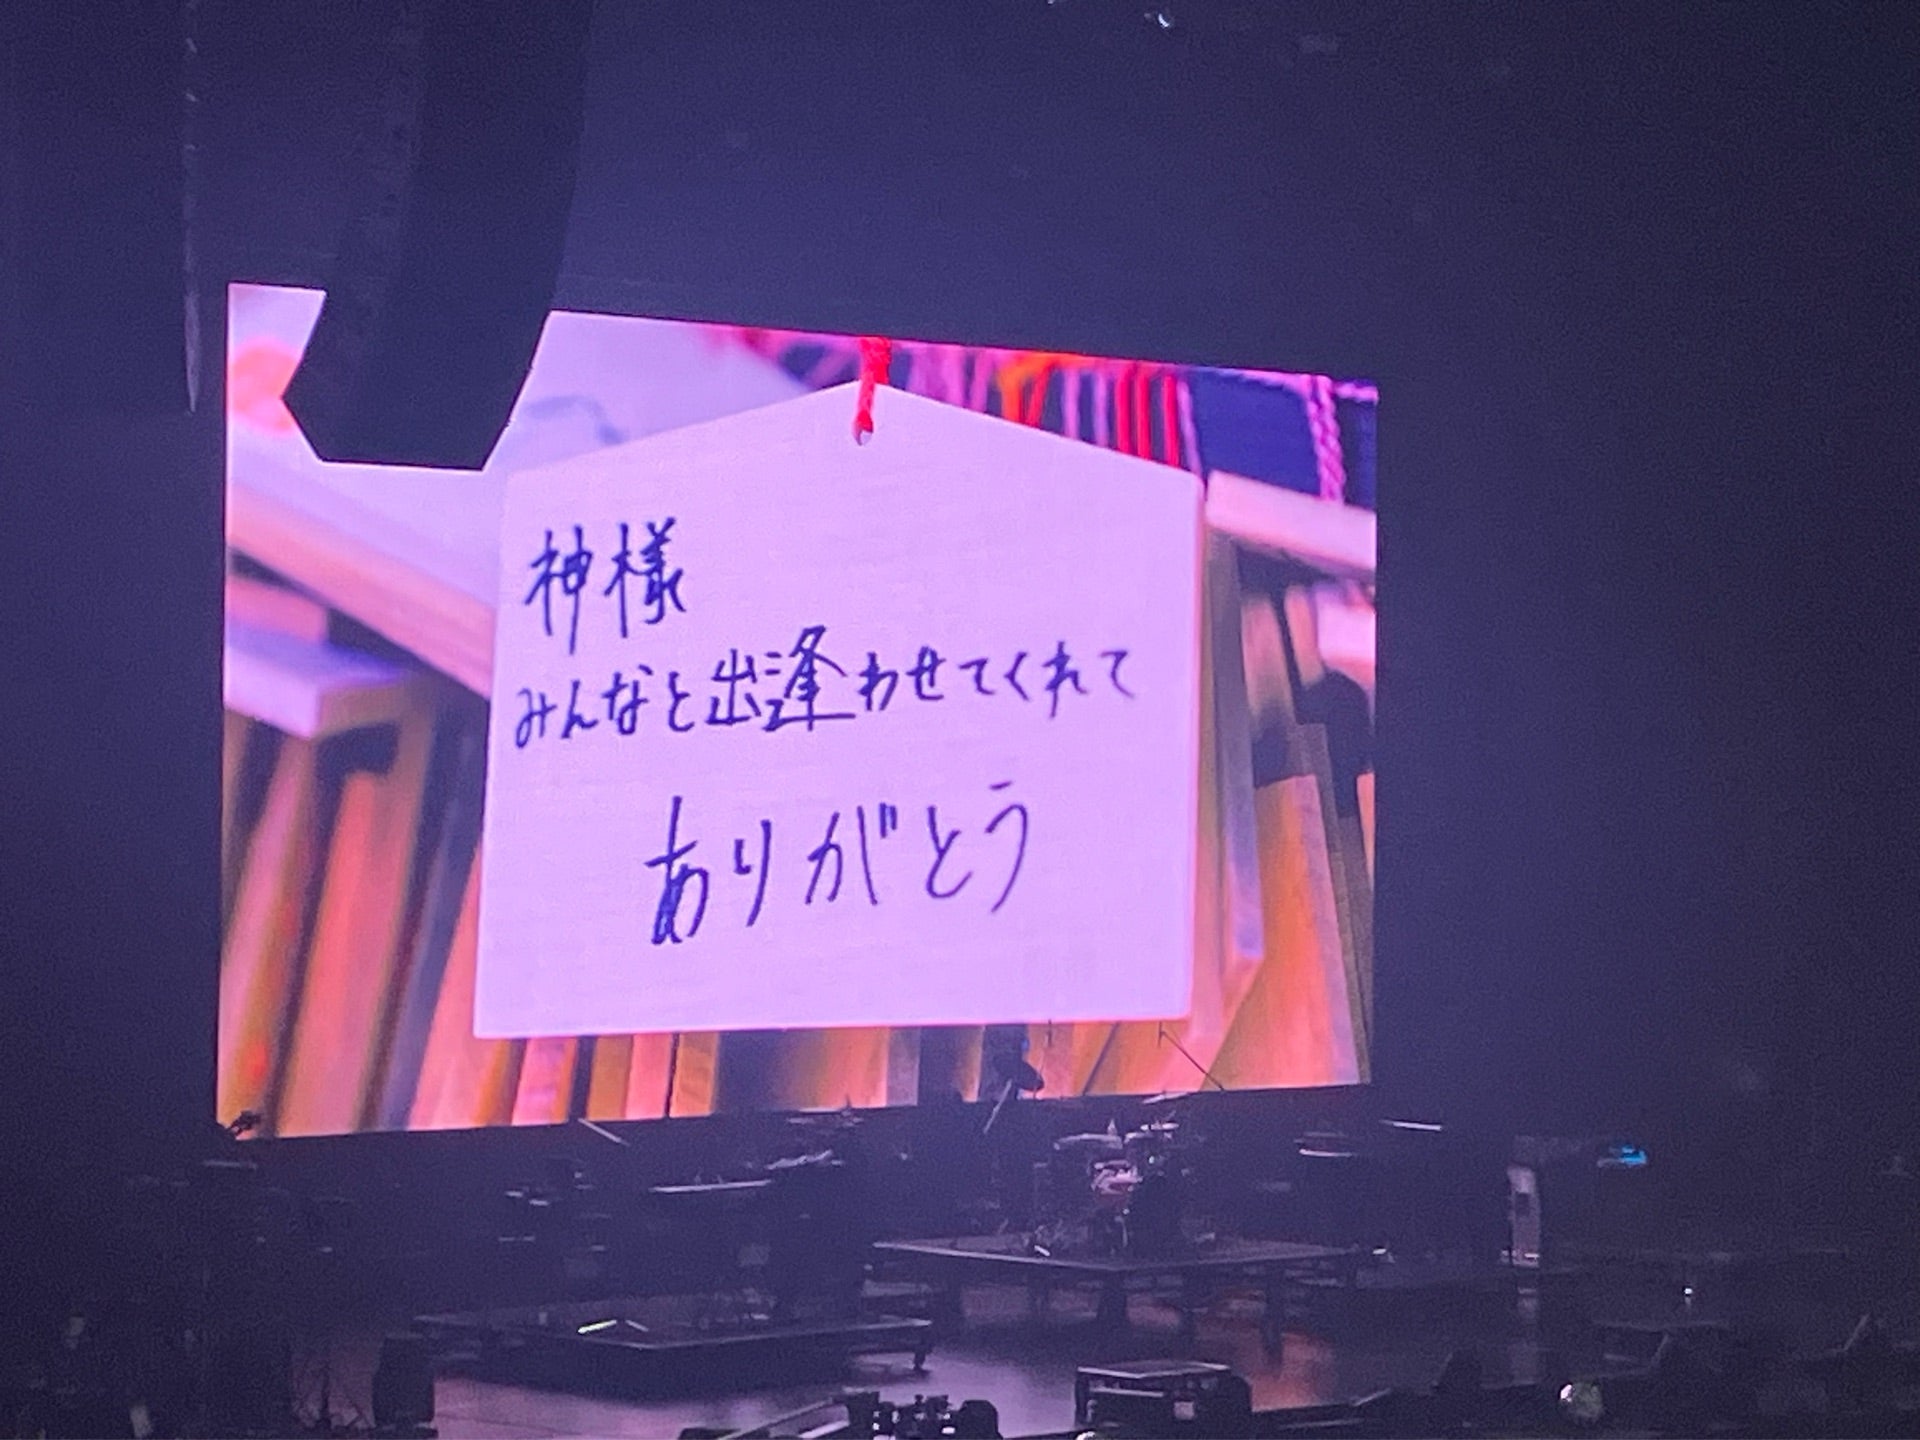 神様
みんなと出逢わせてくれて
ありがとう